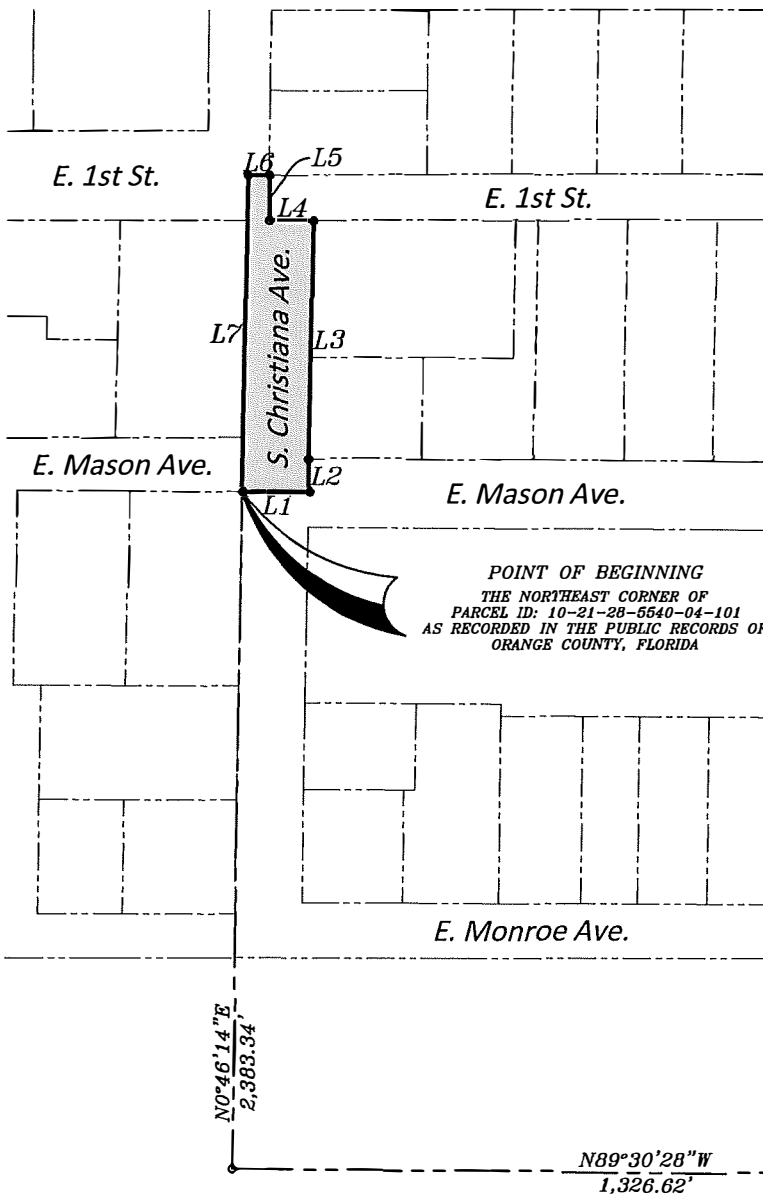 L6
L5
E. 1st St.
E. 1st St.
L4
S. Christiana Ave.
L7
L3
E. Mason Ave.
L2
E. Mason Ave.
L1
POINT OF BEGINNING
THE NORTHEAST CORNER OF
PARCEL ID: 10-21-28-5540-04-101
AS RECORDED IN THE PUBLIC RECORDS OF
ORANGE COUNTY, FLORIDA
E. Monroe Ave.
N0°46'14"E
2,383.34'
N89°30'28"W
1,326.62'